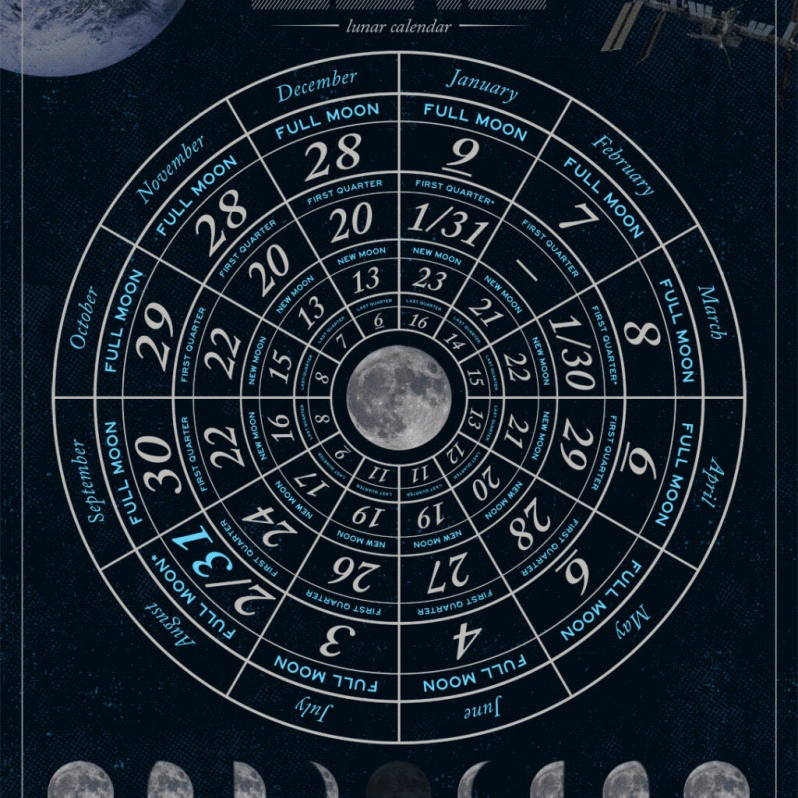 lunar calendar
January
FULL MOON
9
FIRST QUARTER*
1/31
NEW MOON
23
LAST QUARTER
16
February
FULL MOON
7
FIRST QUARTER
–
NEW MOON
21
LAST QUARTER
14
March
FULL MOON
8
FIRST QUARTER*
1/30
NEW MOON
22
LAST QUARTER
15
April
FULL MOON
6
FIRST QUARTER
29
NEW MOON
21
LAST QUARTER
13
May
FULL MOON
6
FIRST QUARTER
28
NEW MOON
20
LAST QUARTER
12
June
FULL MOON
4
FIRST QUARTER
27
NEW MOON
19
LAST QUARTER
11
July
FULL MOON
3
FIRST QUARTER
26
NEW MOON
19
LAST QUARTER
11
August
FULL MOON*
2/31
FIRST QUARTER
24
NEW MOON
17
LAST QUARTER
9
September
FULL MOON
30
FIRST QUARTER
22
NEW MOON
16
LAST QUARTER
8
October
FULL MOON
29
FIRST QUARTER
22
NEW MOON
15
LAST QUARTER
8
November
FULL MOON
28
FIRST QUARTER
20
NEW MOON
13
LAST QUARTER
7
December
FULL MOON
28
FIRST QUARTER
20
NEW MOON
13
LAST QUARTER
6